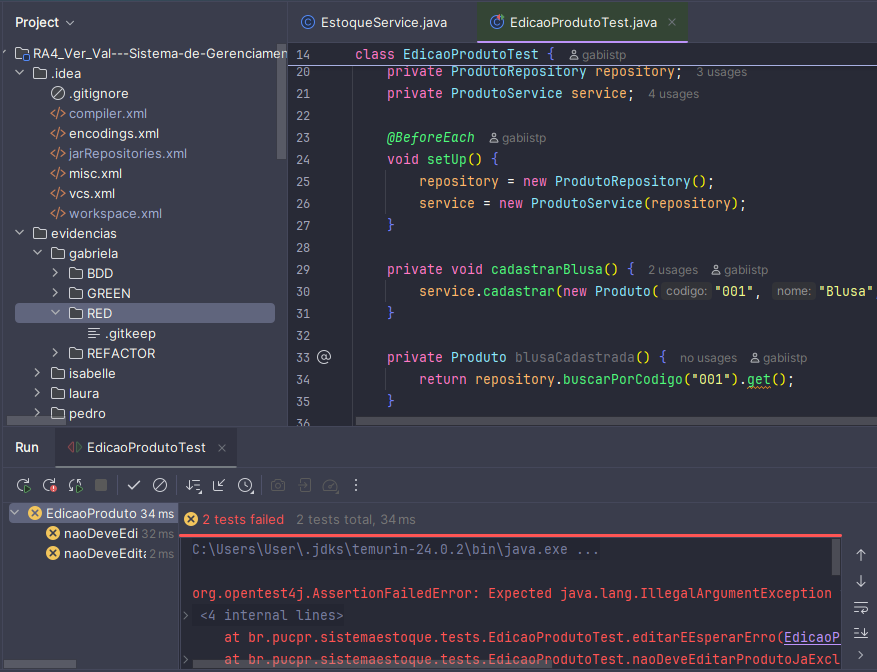 Project
EstoqueService.java
EdicaoProdutoTest.java
RA4_Ver_Val---Sistema-de-Gerenciamen
.idea
.gitignore
compiler.xml
encodings.xml
jarRepositories.xml
misc.xml
vcs.xml
workspace.xml
evidencias
gabriela
BDD
GREEN
RED
.gitkeep
REFACTOR
isabelle
laura
pedro
14 class EdicaoProdutoTest { gabiistp
20 private ProdutoRepository repository; 3 usages
21 private ProdutoService service; 4 usages
22
23 @BeforeEach gabiistp
24 void setUp() {
25 repository = new ProdutoRepository();
26 service = new ProdutoService(repository);
27 }
28
29 private void cadastrarBlusa() { 2 usages gabiistp
30 service.cadastrar(new Produto( codigo: "001", nome: "Blusa"
31 }
32
33 @ private Produto blusaCadastrada() { no usages gabiistp
34 return repository.buscarPorCodigo("001").get();
35 }
36
Run EdicaoProdutoTest
EdicaoProduto 34 ms
naoDeveEdi 32 ms
naoDeveEdita 2 ms
2 tests failed 2 tests total, 34 ms
C:\Users\User\.jdks\temurin-24.0.2\bin\java.exe ...
org.opentest4j.AssertionFailedError: Expected java.lang.IllegalArgumentException
<4 internal lines>
at br.pucpr.sistemaestoque.tests.EdicaoProdutoTest.editarEEsperarErro(EdicaoP
at br.pucpr.sistemaestoque.tests.EdicaoProdutoTest.naoDeveEditarProdutoJaExcl